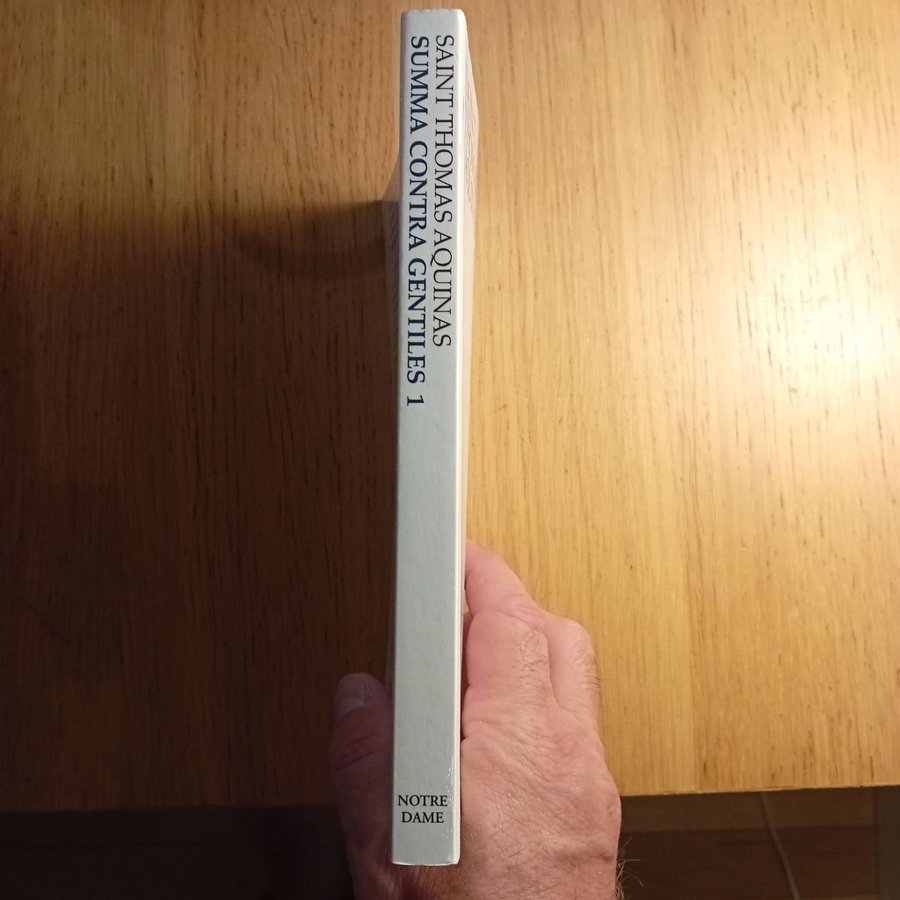 SAINT THOMAS AQUINAS
SUMMA CONTRA GENTILES 1
NOTRE
DAME